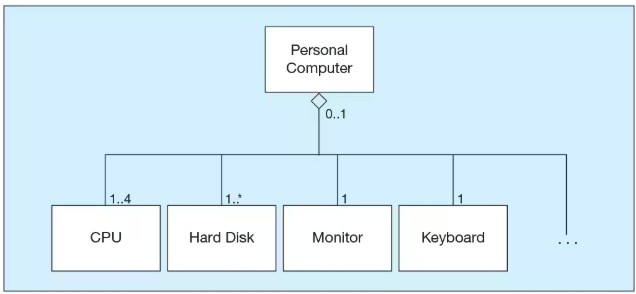 Personal
Computer
0..1
1..4
1..*
1
1
CPU
Hard Disk
Monitor
Keyboard
...